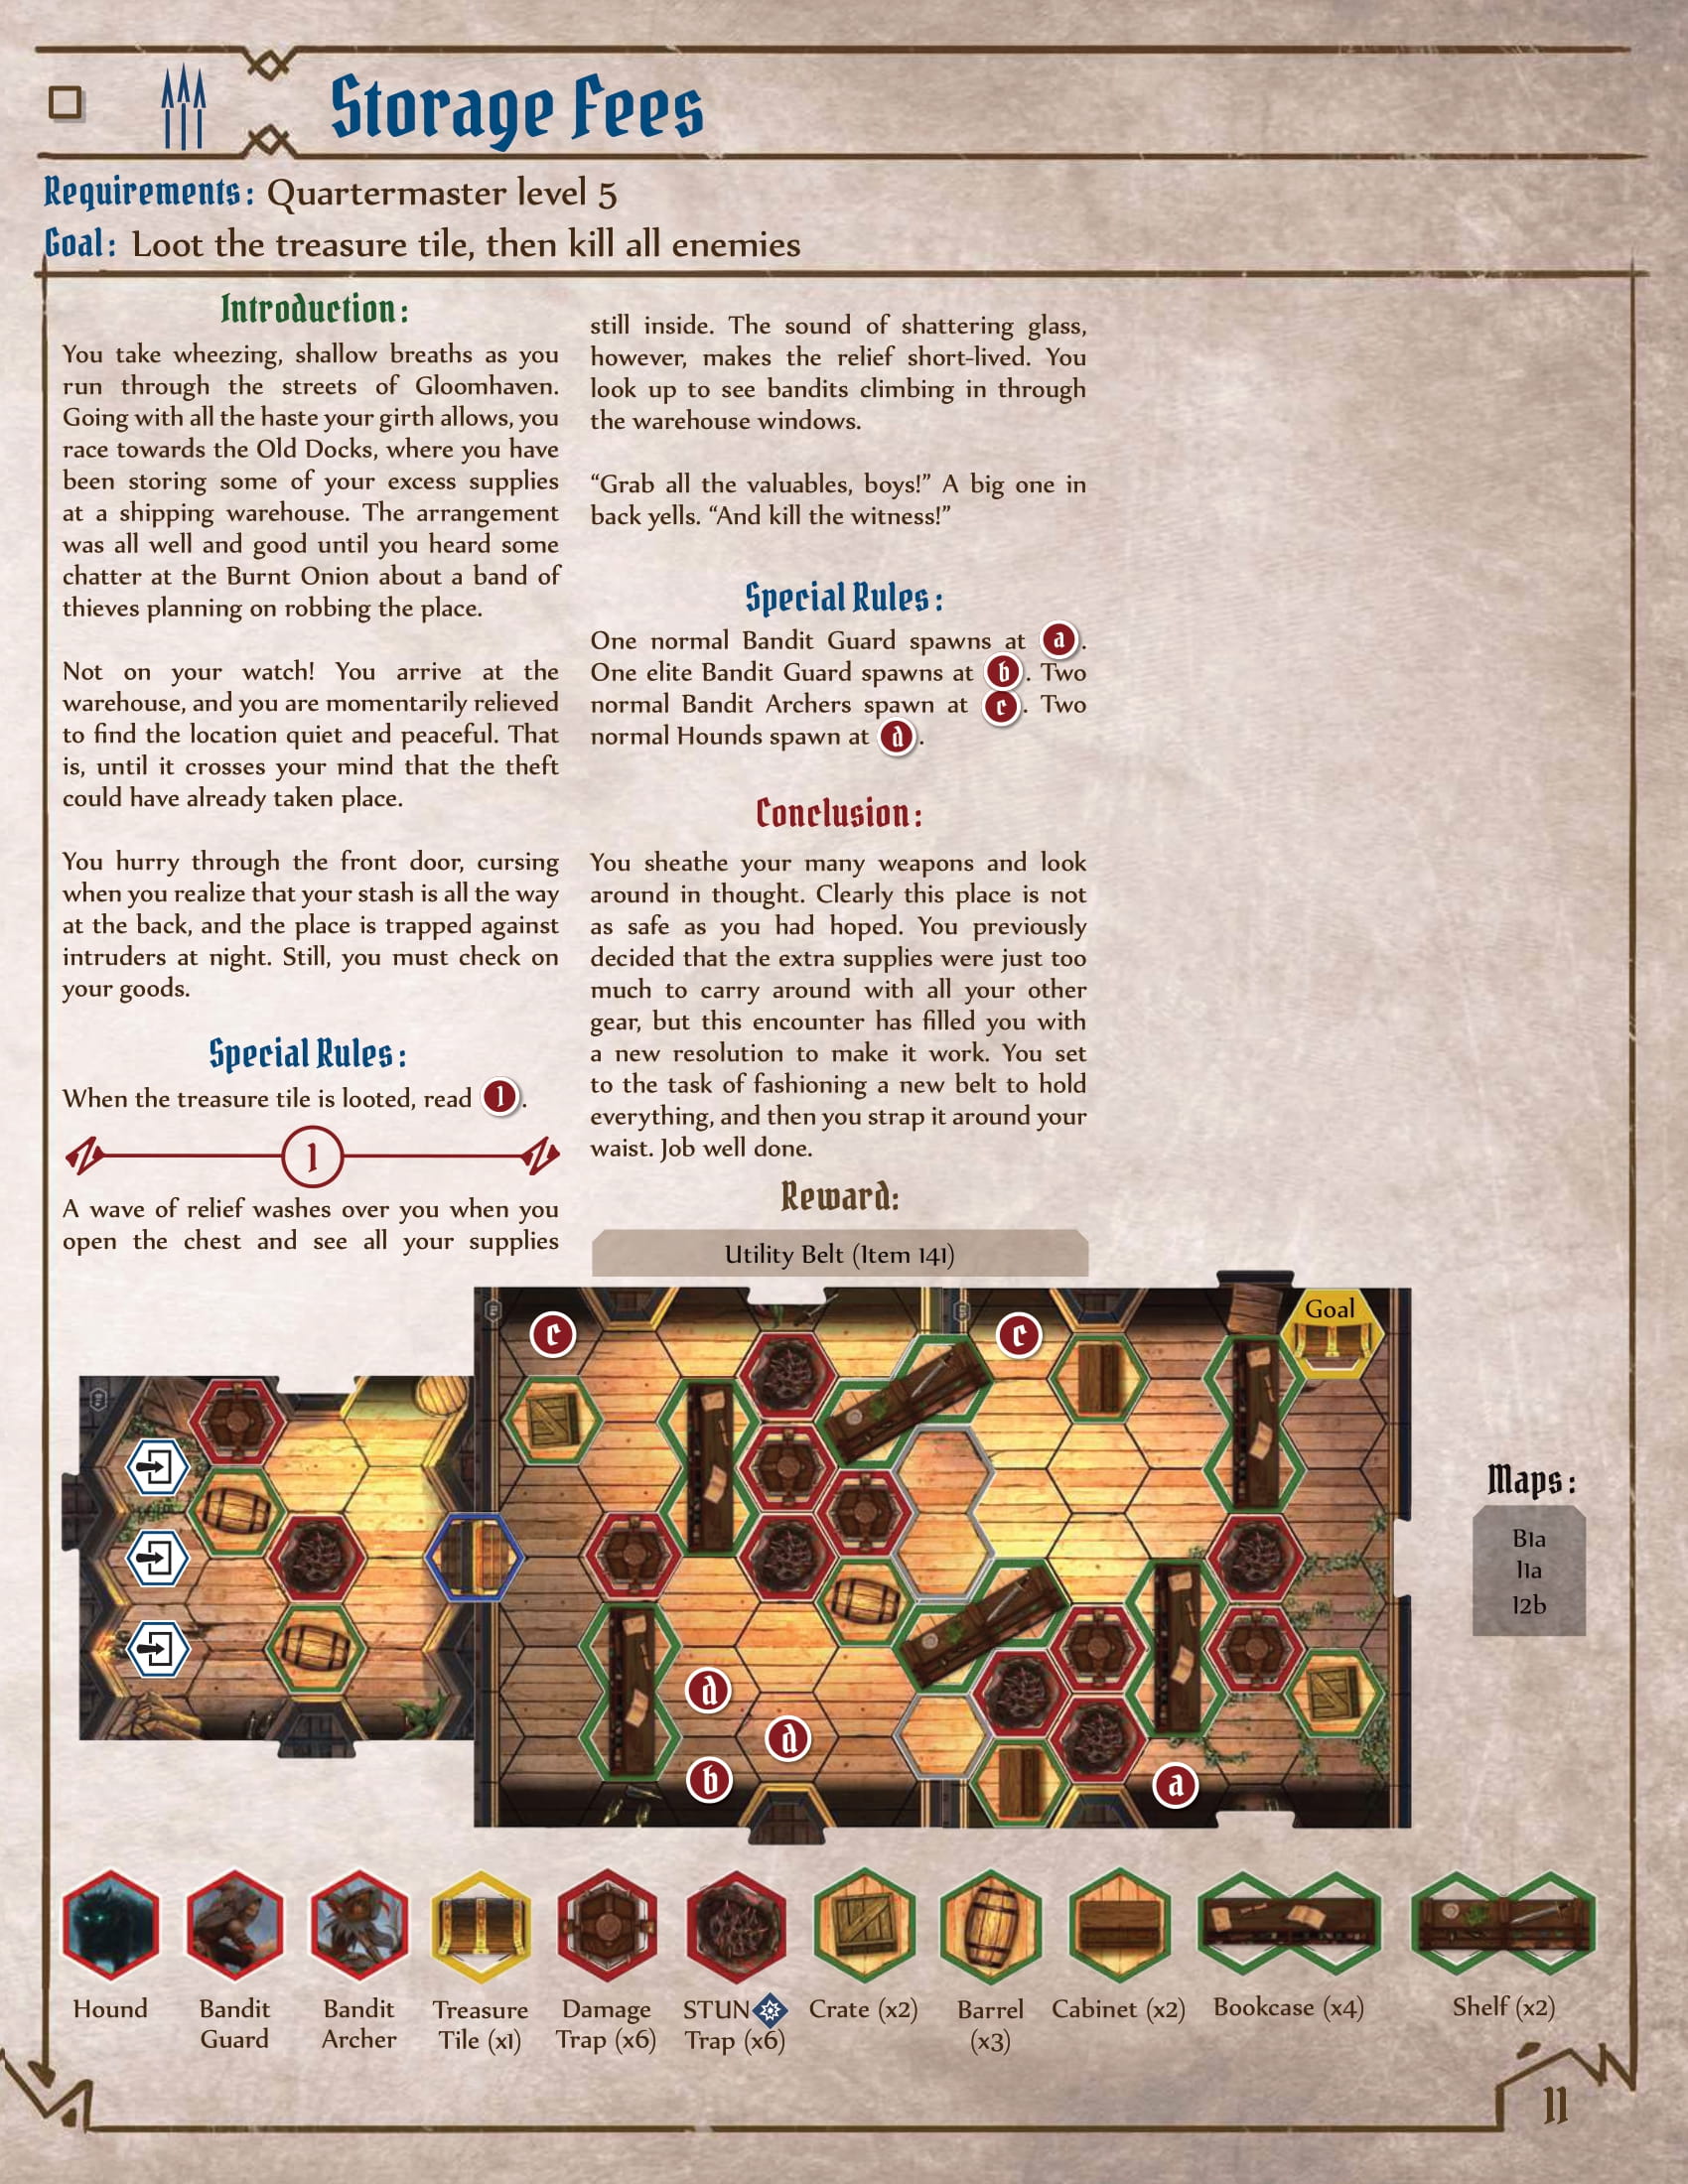 Storage Fees
Requirements: Quartermaster level 5
Goal: Loot the treasure tile, then kill all enemies
Introduction:
You take wheezing, shallow breaths as you
run through the streets of Gloomhaven.
Going with all the haste your girth allows, you
race towards the Old Docks, where you have
been storing some of your excess supplies
at a shipping warehouse. The arrangement
was all well and good until you heard some
chatter at the Burnt Onion about a band of
thieves planning on robbing the place.
Not on your watch! You arrive at the
warehouse, and you are momentarily relieved
to find the location quiet and peaceful. That
is, until it crosses your mind that the theft
could have already taken place.
You hurry through the front door, cursing
when you realize that your stash is all the way
at the back, and the place is trapped against
intruders at night. Still, you must check on
your goods.
Special Rules:
When the treasure tile is looted, read 1.
1
A wave of relief washes over you when you
open the chest and see all your supplies
still inside. The sound of shattering glass,
however, makes the relief short-lived. You
look up to see bandits climbing in through
the warehouse windows.
“Grab all the valuables, boys!” A big one in
back yells. “And kill the witness!”
Special Rules:
One normal Bandit Guard spawns at a.
One elite Bandit Guard spawns at b. Two
normal Bandit Archers spawn at c. Two
normal Hounds spawn at d.
Conclusion:
You sheathe your many weapons and look
around in thought. Clearly this place is not
as safe as you had hoped. You previously
decided that the extra supplies were just too
much to carry around with all your other
gear, but this encounter has filled you with
a new resolution to make it work. You set
to the task of fashioning a new belt to hold
everything, and then you strap it around your
waist. Job well done.
Reward:
Utility Belt (Item 141)
c
c
Goal
d
d
b
a
Maps:
B1a
I1a
I2b
Hound
Bandit
Guard
Bandit
Archer
Treasure
Tile (x1)
Damage
Trap (x6)
STUN
Trap (x6)
Crate (x2)
Barrel
(x3)
Cabinet (x2)
Bookcase (x4)
Shelf (x2)
11